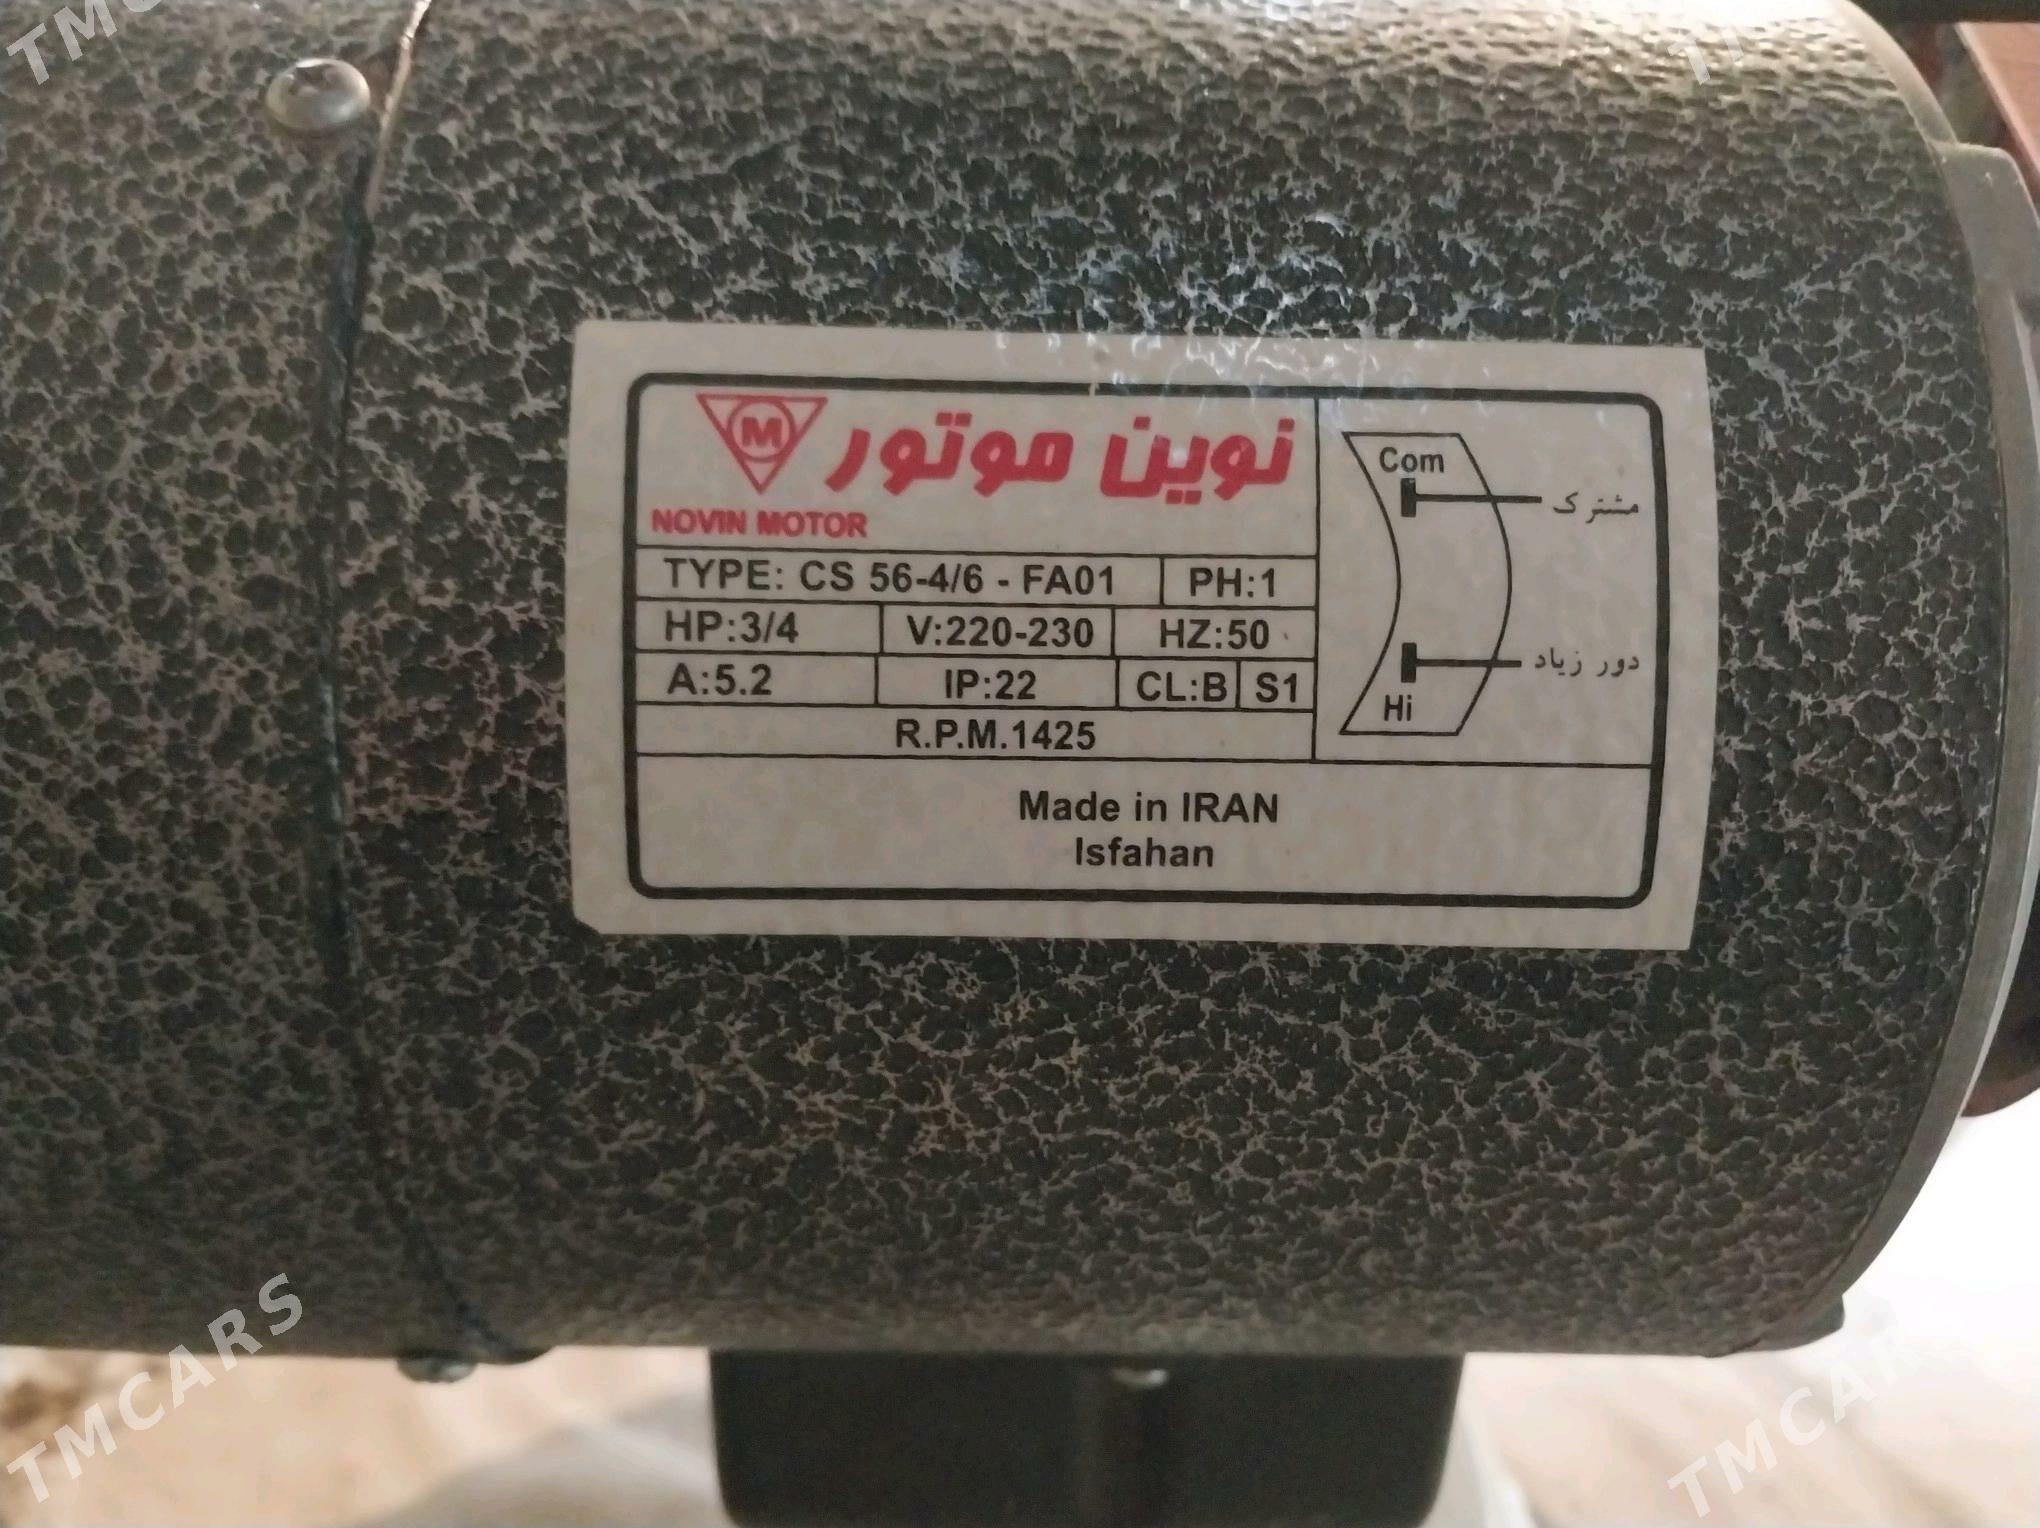 M نوین موتور
NOVIN MOTOR
TYPE: CS 56-4/6 - FA01 PH:1
HP:3/4 V:220-230 HZ:50
A:5.2 IP:22 CL:B S1
R.P.M.1425
Com مشترک
Hi دور زیاد
Made in IRAN
Isfahan
TMCARS
TMCARS